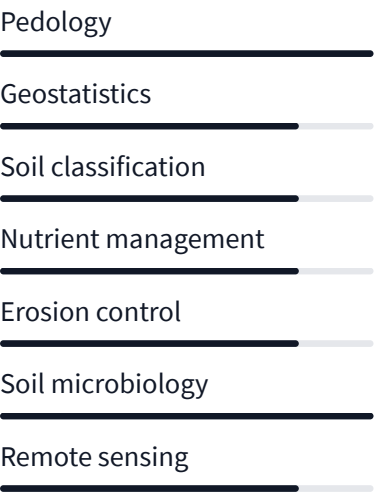 Pedology
Geostatistics
Soil classification
Nutrient management
Erosion control
Soil microbiology
Remote sensing